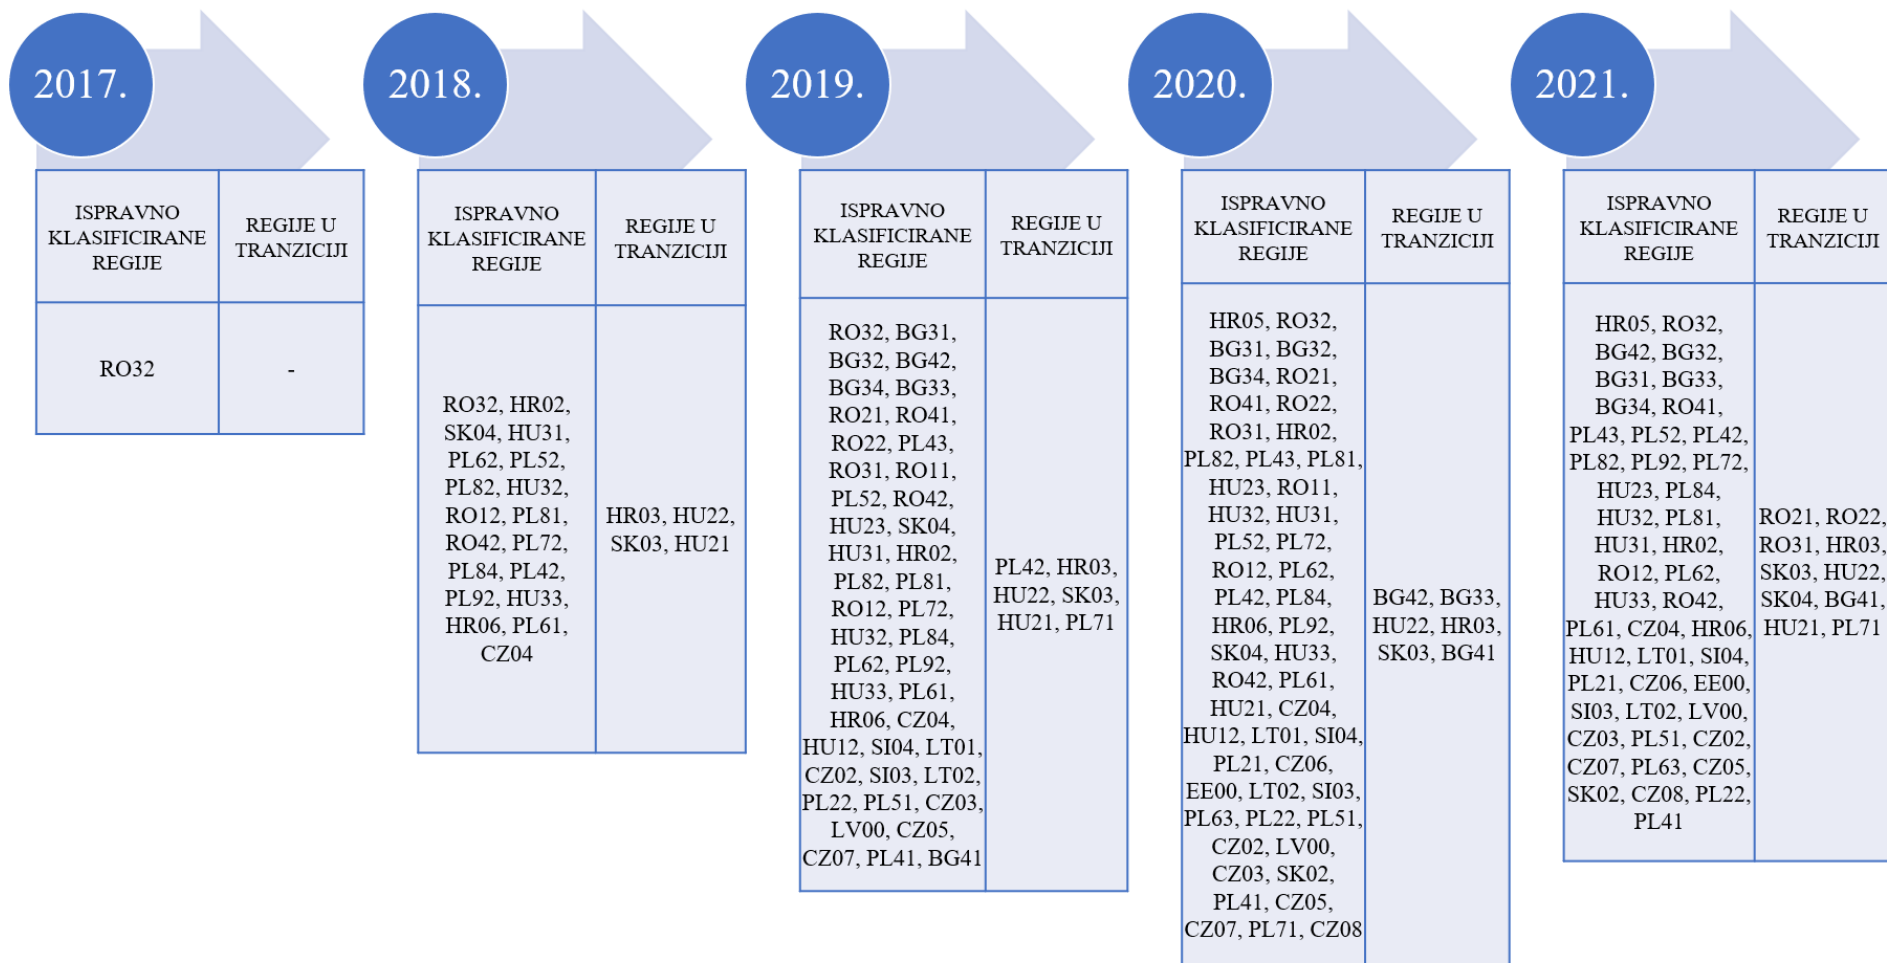 2017.
ISPRAVNO
KLASIFICIRANE
REGIJE
REGIJE U
TRANZICIJI
RO32
-
2018.
ISPRAVNO
KLASIFICIRANE
REGIJE
REGIJE U
TRANZICIJI
RO32, HR02,
SK04, HU31,
PL62, PL52,
PL82, HU32,
RO12, PL81,
RO42, PL72,
PL84, PL42,
PL92, HU33,
HR06, PL61,
CZ04
HR03, HU22,
SK03, HU21
2019.
ISPRAVNO
KLASIFICIRANE
REGIJE
REGIJE U
TRANZICIJI
RO32, BG31,
BG32, BG42,
BG34, BG33,
RO21, RO41,
RO22, PL43,
RO31, RO11,
PL52, RO42,
HU23, SK04,
HU31, HR02,
PL82, PL81,
RO12, PL72,
HU32, PL84,
PL62, PL92,
HU33, PL61,
HR06, CZ04,
HU12, SI04, LT01,
CZ02, SI03, LT02,
PL22, PL51, CZ03,
LV00, CZ05,
CZ07, PL41, BG41
PL42, HR03,
HU22, SK03,
HU21, PL71
2020.
ISPRAVNO
KLASIFICIRANE
REGIJE
REGIJE U
TRANZICIJI
HR05, RO32,
BG31, BG32,
BG34, RO21,
RO41, RO22,
RO31, HR02,
PL82, PL43, PL81,
HU23, RO11,
HU32, HU31,
PL52, PL72,
RO12, PL62,
PL42, PL84,
HR06, PL92,
SK04, HU33,
RO42, PL61,
HU21, CZ04,
HU12, LT01, SI04,
PL21, CZ06,
EE00, LT02, SI03,
PL63, PL22, PL51,
CZ02, LV00,
CZ03, SK02,
PL41, CZ05,
CZ07, PL71, CZ08
BG42, BG33,
HU22, HR03,
SK03, BG41
2021.
ISPRAVNO
KLASIFICIRANE
REGIJE
REGIJE U
TRANZICIJI
HR05, RO32,
BG42, BG32,
BG31, BG33,
BG34, RO41,
PL43, PL52, PL42,
PL82, PL92, PL72,
HU23, PL84,
HU32, PL81,
HU31, HR02,
RO12, PL62,
HU33, RO42,
PL61, CZ04, HR06,
HU12, LT01, SI04,
PL21, CZ06, EE00,
SI03, LT02, LV00,
CZ03, PL51, CZ02,
CZ07, PL63, CZ05,
SK02, CZ08, PL22,
PL41
RO21, RO22,
RO31, HR03,
SK03, HU22,
SK04, BG41,
HU21, PL71